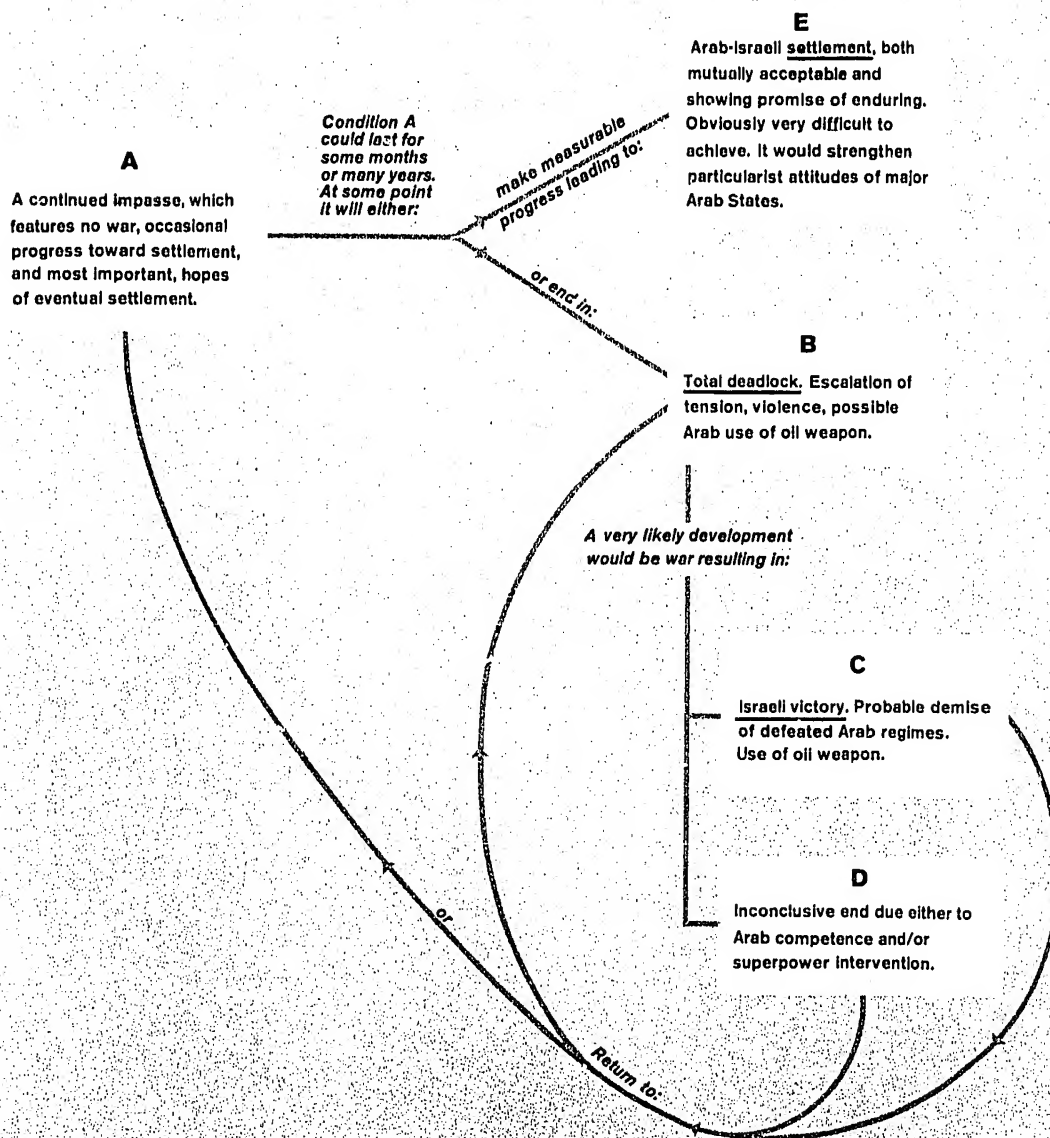 A
A continued impasse, which
features no war, occasional
progress toward settlement,
and most important, hopes
of eventual settlement.
Condition A
could last for
some months
or many years.
At some point
it will either:
make measurable
progress leading to:
or end in:
E
Arab-Israeli settlement, both
mutually acceptable and
showing promise of enduring.
Obviously very difficult to
achieve. It would strengthen
particularist attitudes of major
Arab States.
B
Total deadlock. Escalation of
tension, violence, possible
Arab use of oil weapon.
A very likely development
would be war resulting in:
C
Israeli victory. Probable demise
of defeated Arab regimes.
Use of oil weapon.
D
Inconclusive end due either to
Arab competence and/or
superpower intervention.
Return to:
or